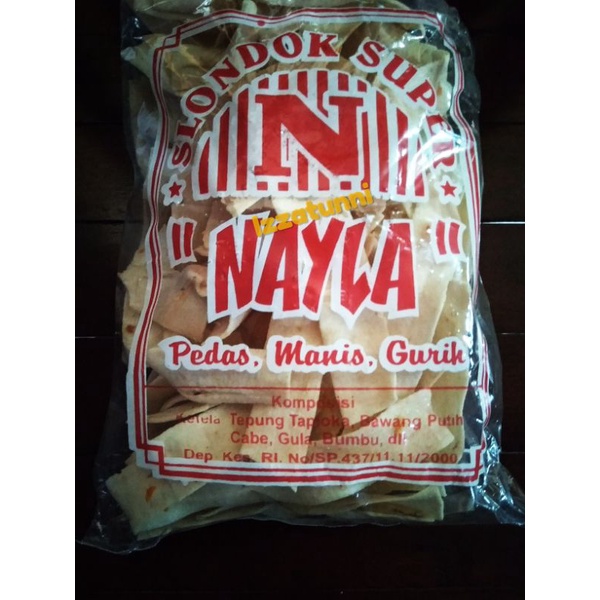 SLONDOK SUPER
N
Izzatunni
"NAYLA"
Pedas, Manis, Gurih
Komposisi
Ketela Tepung Tapioka, Bawang Putih
Cabe, Gula, Bumbu, dll
Dep. Kes. RI. No/SP.437/11.11/2000